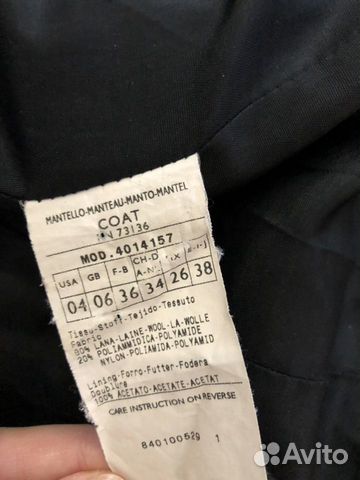 MANTELLO-MANTEAU-MANTO-MANTEL
COAT
N 73136
MOD. 4014157
USA GB F-B CH-D
04 06 36 34 26 38
Tissu-Stoff-Tejido-Tessuto
Fabric
80% LANA-LAINE-WOOL-LA-WOLLE
20% POLIAMMIDICA-POLYAMIDE
NYLON-POLIAMIDA-POLYAMID
Lining-Forro-Futter-Fodera
Doublure
100% ACETATO-ACETATE-ACETAT
CARE INSTRUCTION ON REVERSE
840100529 1
Avito